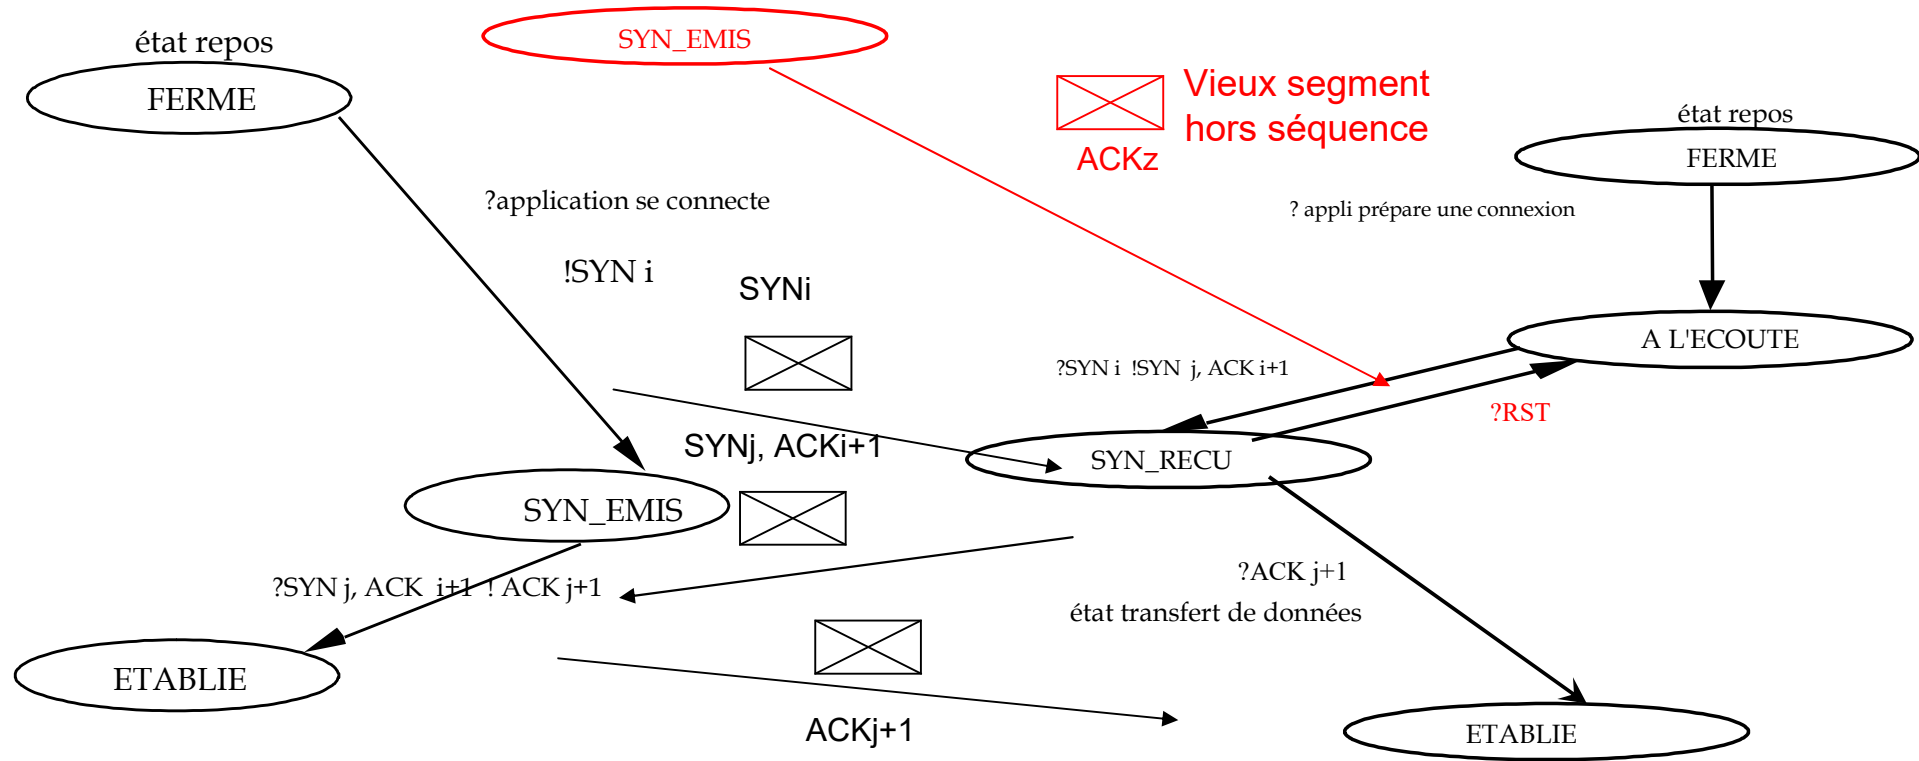 SYN_EMIS
état repos
FERME
Vieux segment
hors séquence
ACKz
état repos
FERME
?application se connecte
? appli prépare une connexion
!SYN i
SYNi
A L'ECOUTE
?SYN i !SYN j, ACK i+1
?RST
SYNj, ACKi+1
SYN_RECU
SYN_EMIS
?SYN j, ACK i+1 ! ACK j+1
?ACK j+1
état transfert de données
ETABLIE
ACKj+1
ETABLIE